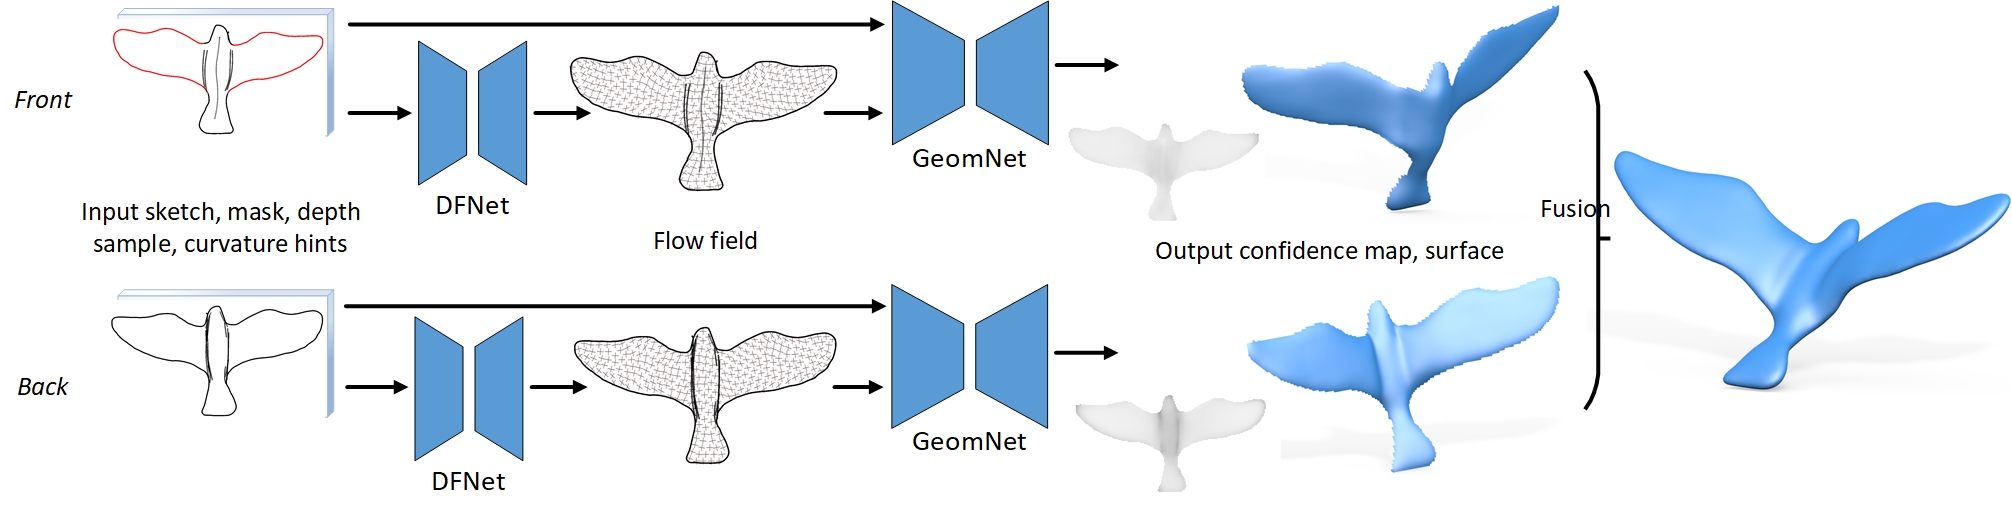 Front
DFNet
GeomNet
Input sketch, mask, depth
sample, curvature hints
Flow field
Output confidence map, surface
Fusion
Back
DFNet
GeomNet